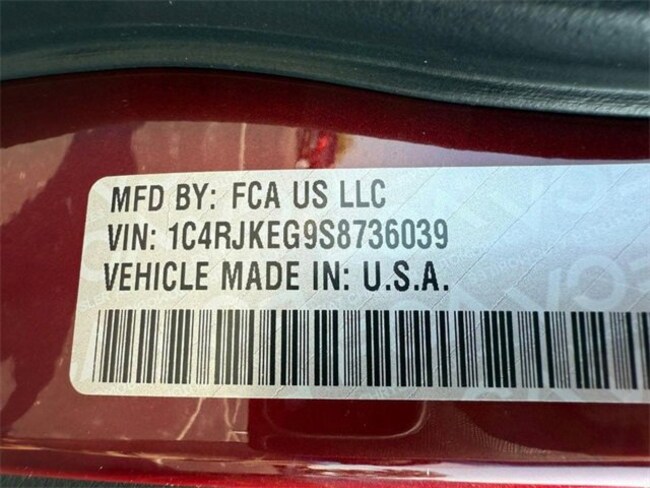 MFD BY: FCA US LLC
VIN: 1C4RJKEG9S8736039
VEHICLE MADE IN: U.S.A.